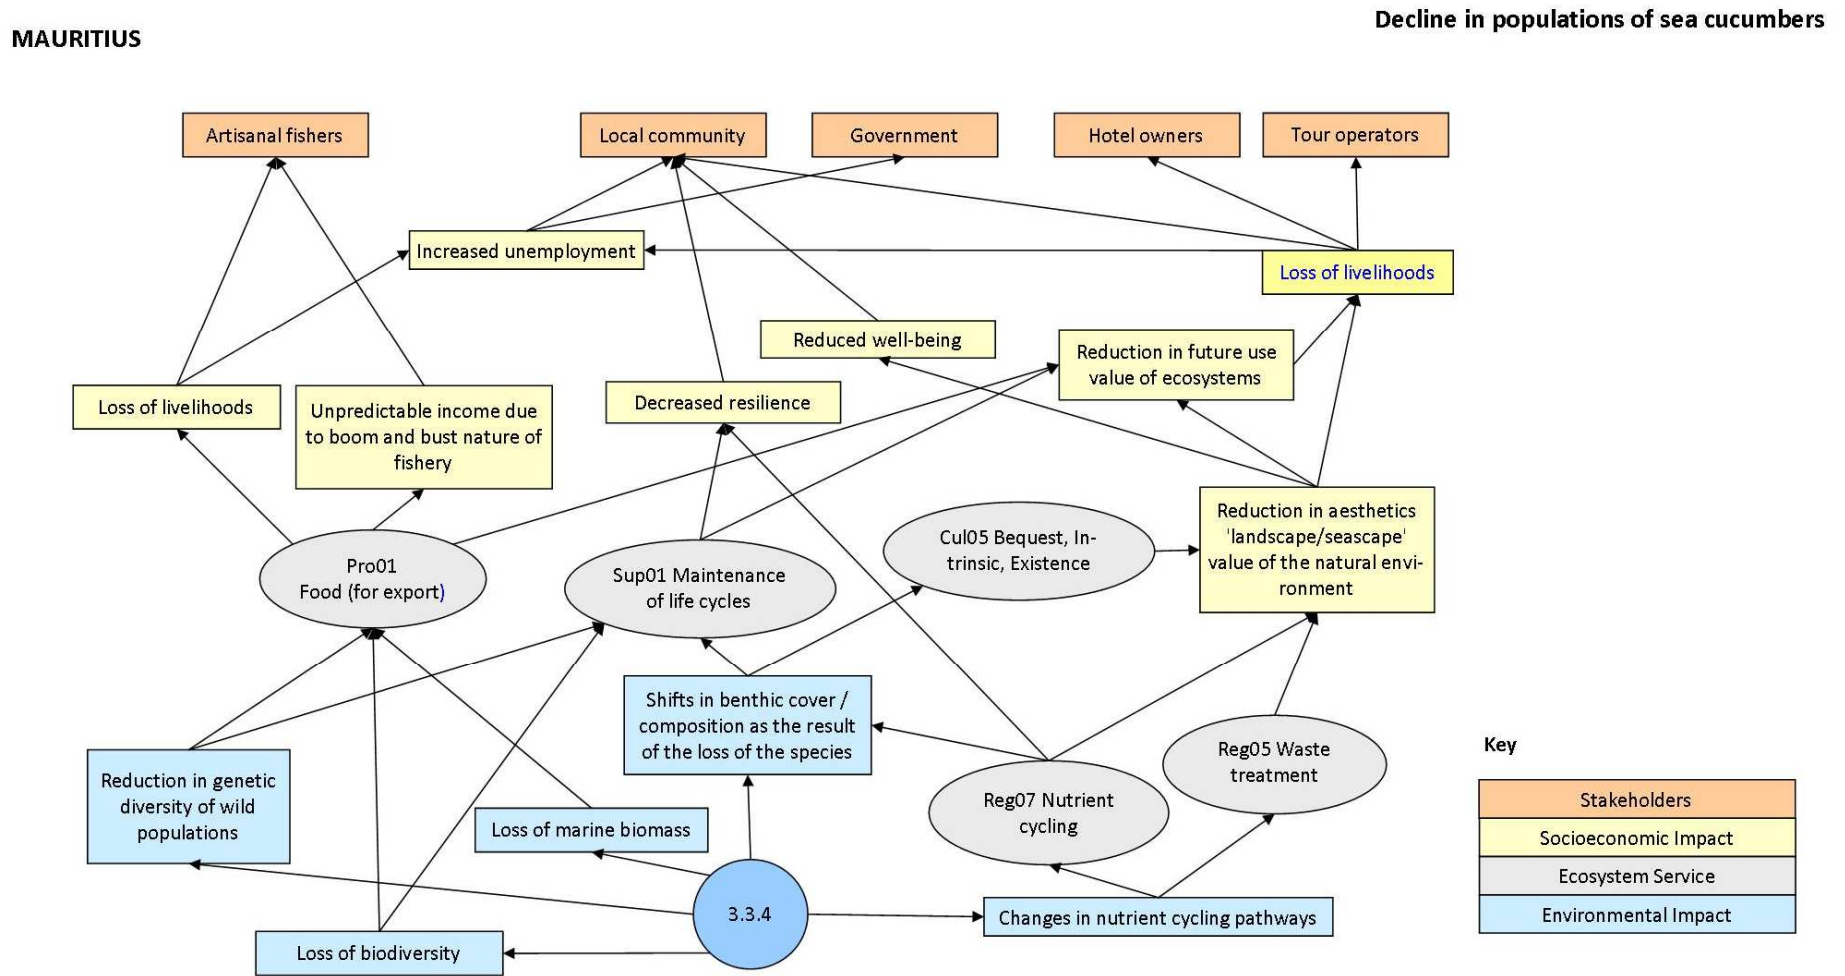 Decline in populations of sea cucumbers
MAURITIUS
Artisanal fishers
Local community
Government
Hotel owners
Tour operators
Increased unemployment
Loss of livelihoods
Reduced well-being
Reduction in future use
value of ecosystems
Loss of livelihoods
Unpredictable income due
to boom and bust nature of
fishery
Decreased resilience
Reduction in aesthetics
'landscape/seascape'
value of the natural envi-
ronment
Cul05 Bequest, In-
trinsic, Existence
Pro01
Food (for export)
Sup01 Maintenance
of life cycles
Shifts in benthic cover /
composition as the result
of the loss of the species
Reg05 Waste
treatment
Reduction in genetic
diversity of wild
populations
Loss of marine biomass
Reg07 Nutrient
cycling
3.3.4
Changes in nutrient cycling pathways
Loss of biodiversity
Key
Stakeholders
Socioeconomic Impact
Ecosystem Service
Environmental Impact